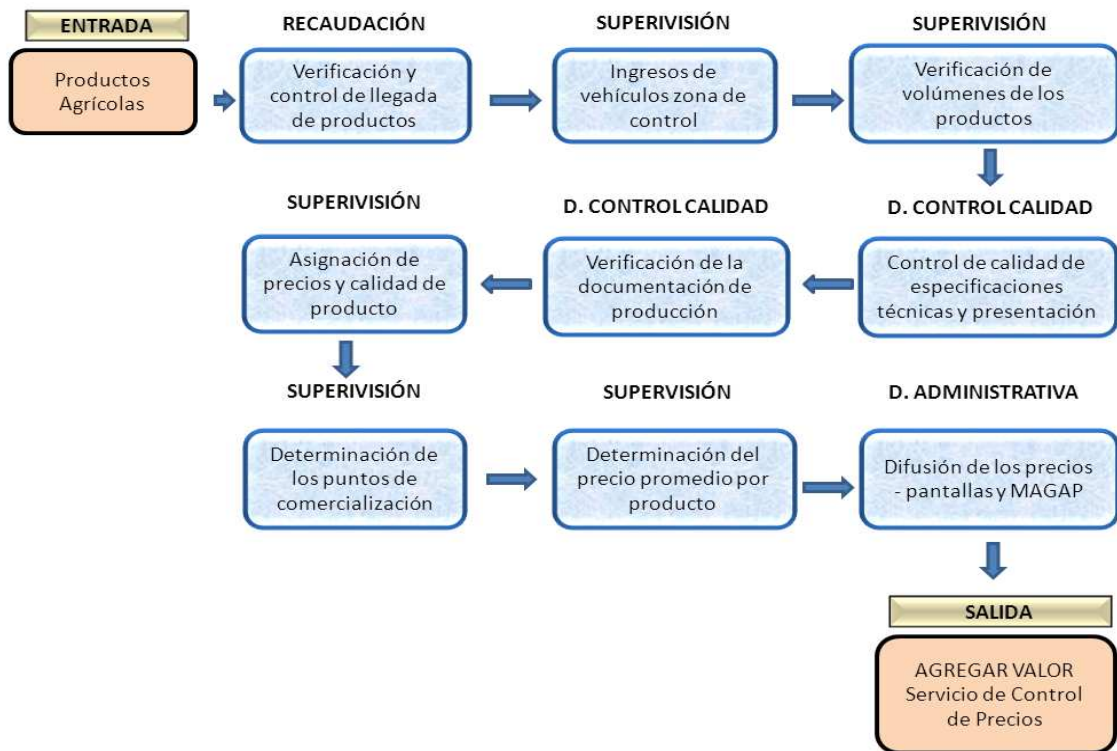 ENTRADA
Productos
Agrícolas
RECAUDACIÓN
Verificación y
control de llegada
de productos
SUPERIVISIÓN
Ingresos de
vehículos zona de
control
SUPERIVISIÓN
Verificación de
volúmenes de los
productos
D. CONTROL CALIDAD
Control de calidad de
especificaciones
técnicas y presentación
D. CONTROL CALIDAD
Verificación de la
documentación de
producción
SUPERIVISIÓN
Asignación de
precios y calidad de
producto
SUPERIVISIÓN
Determinación de
los puntos de
comercialización
SUPERVISIÓN
Determinación del
precio promedio por
producto
D. ADMINISTRATIVA
Difusión de los precios
- pantallas y MAGAP
SALIDA
AGREGAR VALOR
Servicio de Control
de Precios